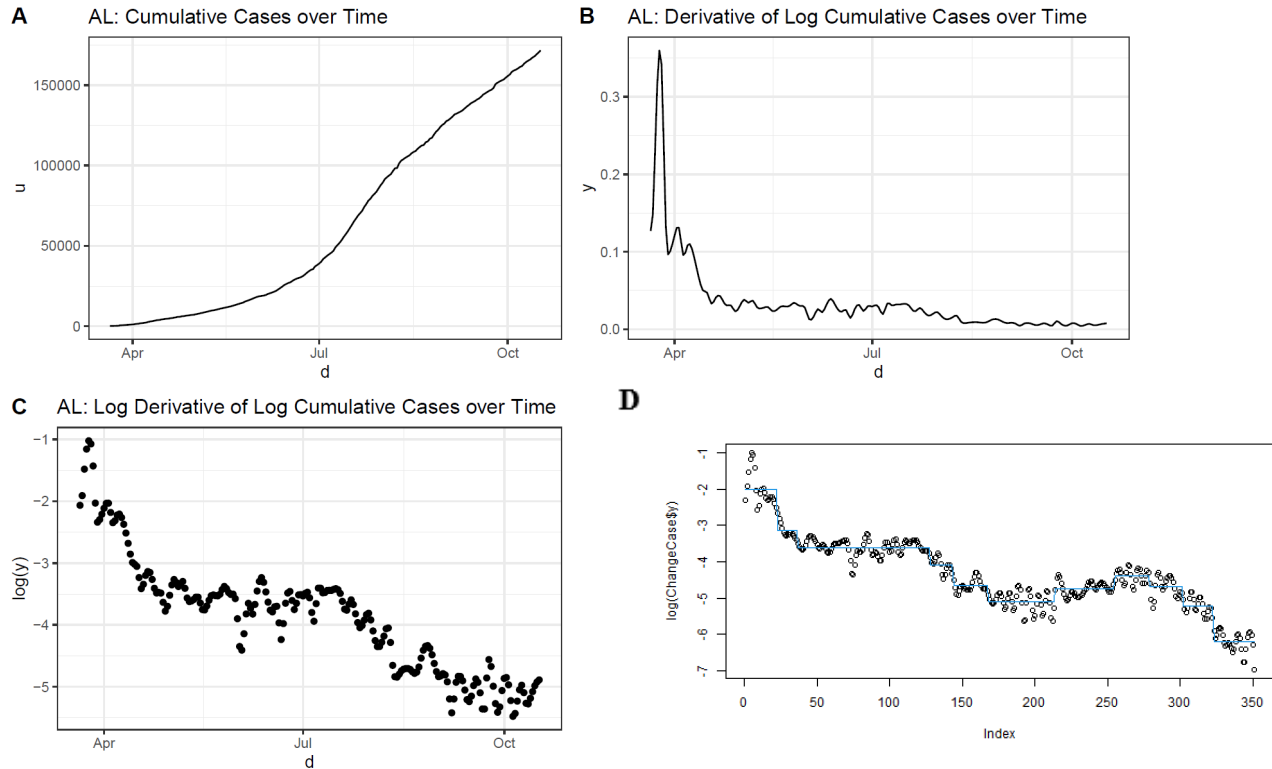 A AL: Cumulative Cases over Time
150000
100000
50000
0
u
Apr Jul Oct
d
B AL: Derivative of Log Cumulative Cases over Time
0.3
0.2
0.1
0.0
y
Apr Jul Oct
d
C AL: Log Derivative of Log Cumulative Cases over Time
−1
−2
−3
−4
−5
log(y)
Apr Jul Oct
d
D
-1
-2
-3
-4
-5
-6
-7
log(ChangeCase$y)
0 50 100 150 200 250 300 350
Index